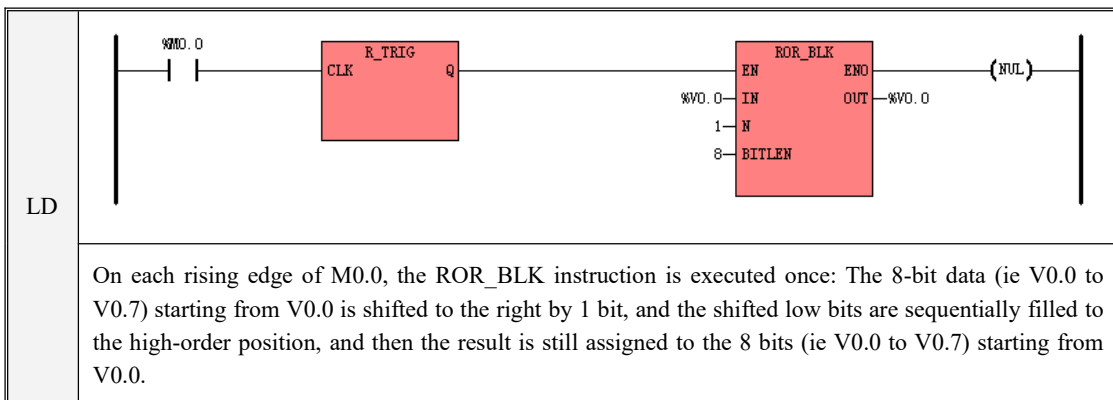 %M0.0
R_TRIG
ROR_BLK
CLK Q
EN ENO
(NUL)
%V0.0 IN OUT %V0.0
1 N
8 BITLEN
LD
On each rising edge of M0.0, the ROR_BLK instruction is executed once: The 8-bit data (ie V0.0 to
V0.7) starting from V0.0 is shifted to the right by 1 bit, and the shifted low bits are sequentially filled to
the high-order position, and then the result is still assigned to the 8 bits (ie V0.0 to V0.7) starting from
V0.0.